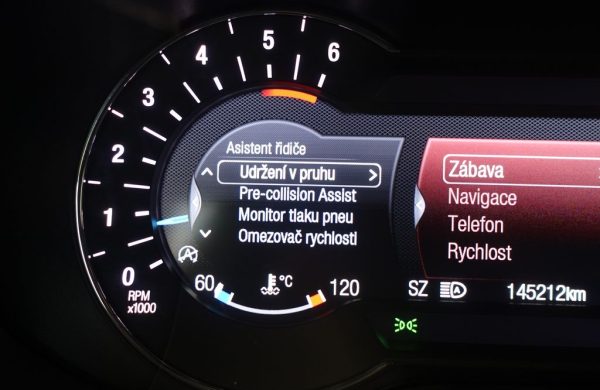 6
5
4
3
2
1
0
RPM
x1000
Asistent řidiče
Udržení v pruhu
Pre-collision Assist
Monitor tlaku pneu
Omezovač rychlosti
60 °C 120
Zábava
Navigace
Telefon
Rychlost
SZ A 145212km